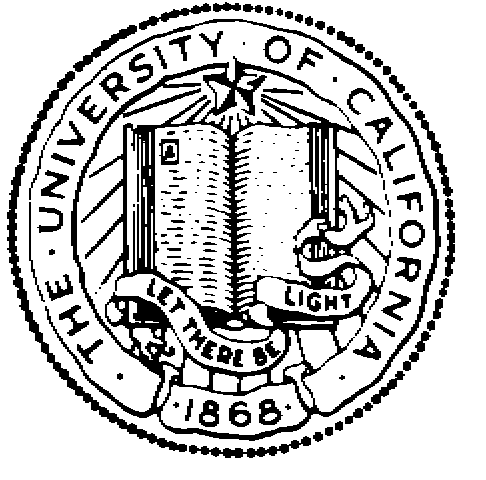 · THE · UNIVERSITY · OF · CALIFORNIA ·
A
LET THERE BE
LIGHT
·1868·